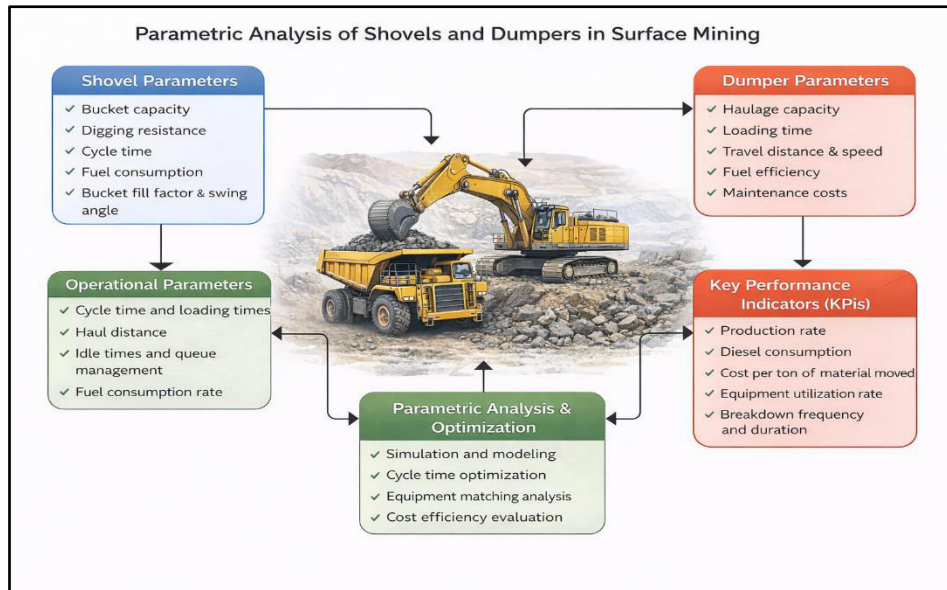 Parametric Analysis of Shovels and Dumpers in Surface Mining
Shovel Parameters
✓ Bucket capacity
✓ Digging resistance
✓ Cycle time
✓ Fuel consumption
✓ Bucket fill factor & swing
angle
Dumper Parameters
✓ Haulage capacity
✓ Loading time
✓ Travel distance & speed
✓ Fuel efficiency
✓ Maintenance costs
Operational Parameters
✓ Cycle time and loading times
✓ Haul distance
✓ Idle times and queue
management
✓ Fuel consumption rate
Key Performance
Indicators (KPis)
✓ Production rate
✓ Diesel consumption
✓ Cost per ton of material moved
✓ Equipment utilization rate
✓ Breakdown frequency
and duration
Parametric Analysis &
Optimization
✓ Simulation and modeling
✓ Cycle time optimization
✓ Equipment matching analysis
✓ Cost efficiency evaluation